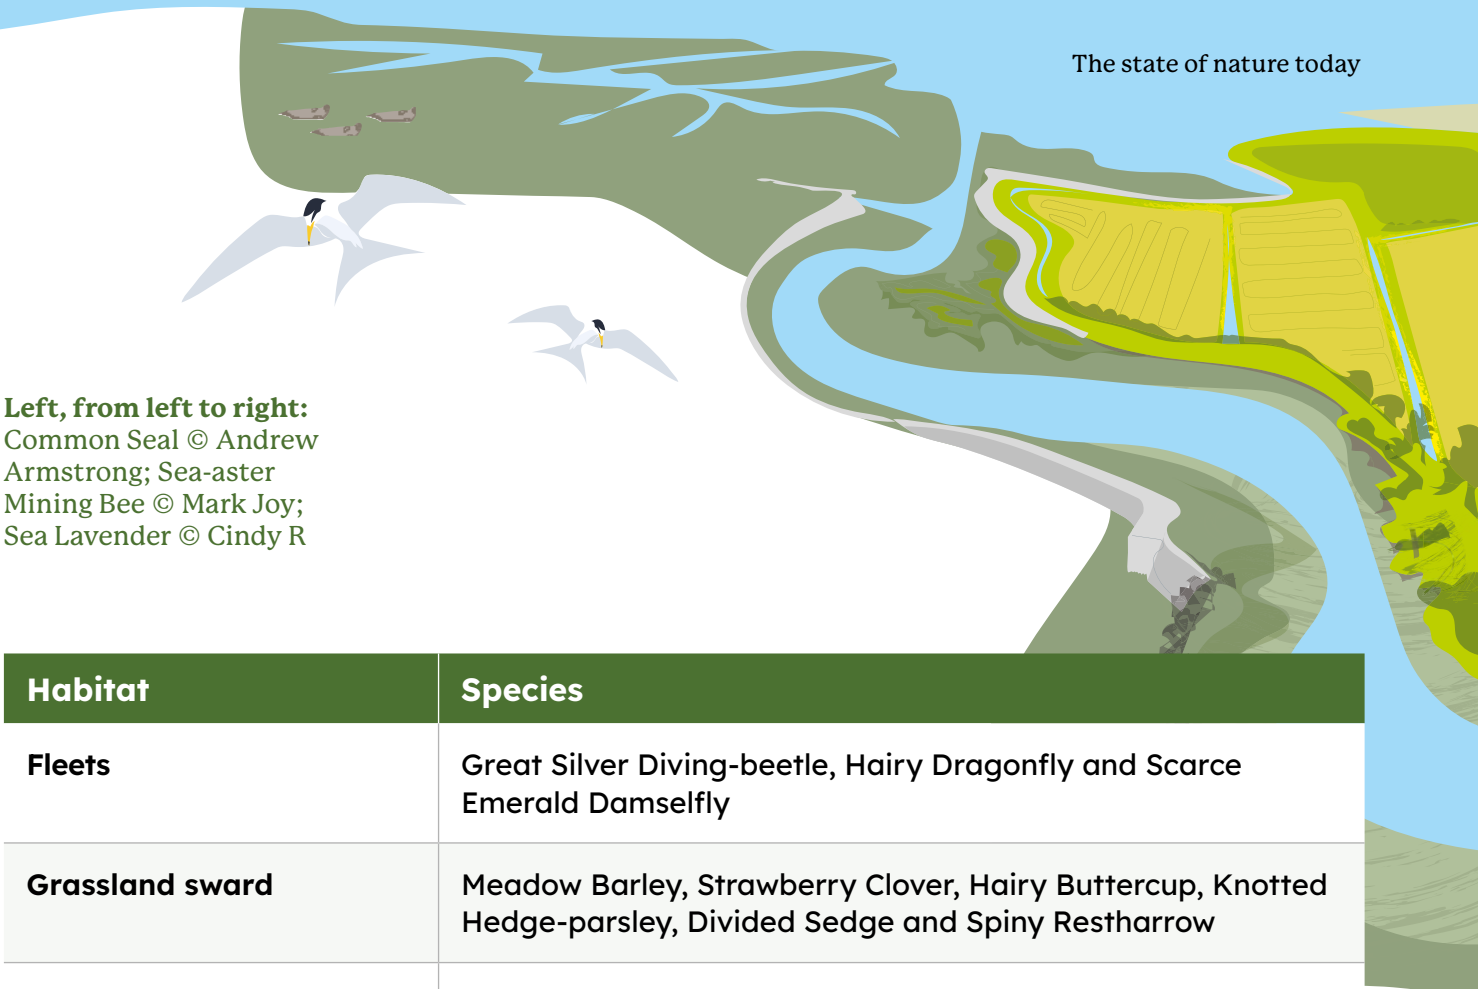 The state of nature today
Left, from left to right:
Common Seal © Andrew
Armstrong; Sea-aster
Mining Bee © Mark Joy;
Sea Lavender © Cindy R
Habitat
Species
Fleets
Great Silver Diving-beetle, Hairy Dragonfly and Scarce
Emerald Damselfly
Grassland sward
Meadow Barley, Strawberry Clover, Hairy Buttercup, Knotted
Hedge-parsley, Divided Sedge and Spiny Restharrow